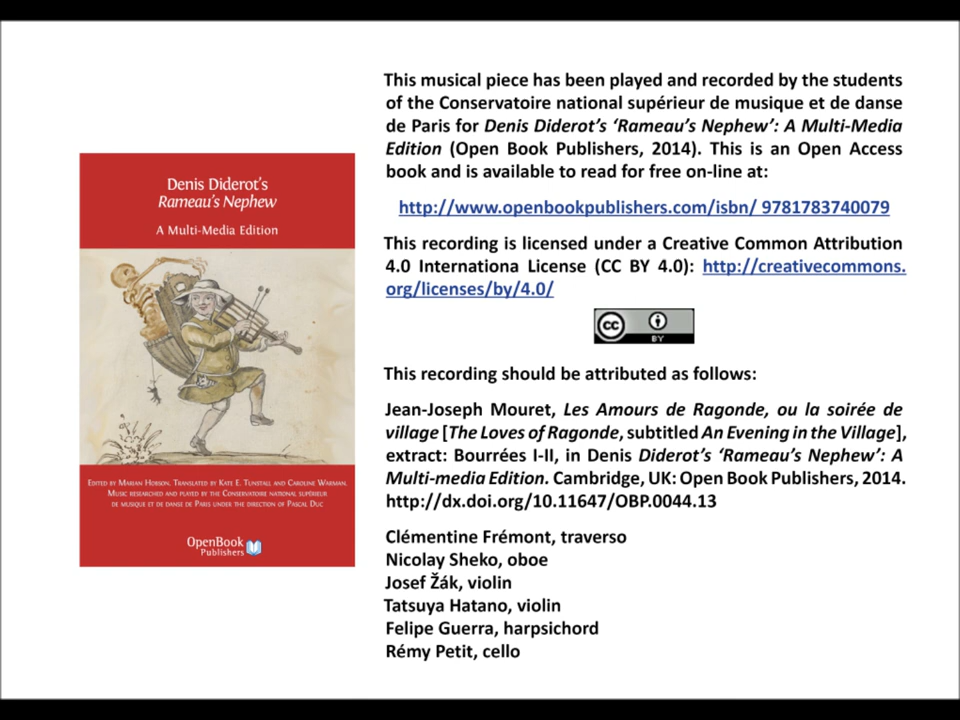 Denis Diderot's
Rameau's Nephew
A Multi-Media Edition
Edited by Marian Hobson. Translated by Kate E. Tunstall and Caroline Warman.
Music researched and played by the Conservatoire national supérieur
de musique et de danse de Paris under the direction of Pascal Duc
OpenBook
Publishers
This musical piece has been played and recorded by the students
of the Conservatoire national supérieur de musique et de danse
de Paris for Denis Diderot's 'Rameau's Nephew': A Multi-Media
Edition (Open Book Publishers, 2014). This is an Open Access
book and is available to read for free on-line at:
http://www.openbookpublishers.com/isbn/ 9781783740079
This recording is licensed under a Creative Common Attribution
4.0 Internationa License (CC BY 4.0): http://creativecommons.
org/licenses/by/4.0/
cc
BY
This recording should be attributed as follows:
Jean-Joseph Mouret, Les Amours de Ragonde, ou la soirée de
village [The Loves of Ragonde, subtitled An Evening in the Village],
extract: Bourrées I-II, in Denis Diderot's 'Rameau's Nephew': A
Multi-media Edition. Cambridge, UK: Open Book Publishers, 2014.
http://dx.doi.org/10.11647/OBP.0044.13
Clémentine Frémont, traverso
Nicolay Sheko, oboe
Josef Žák, violin
Tatsuya Hatano, violin
Felipe Guerra, harpsichord
Rémy Petit, cello